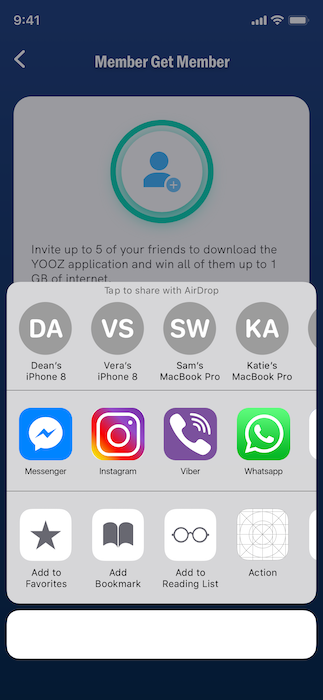 9:41
Member Get Member
Invite up to 5 of your friends to download the
YOOZ application and win all of them up to 1
GB of internet
Tap to share with AirDrop
DA
VS
SW
KA
Dean's
iPhone 8
Vera's
iPhone 8
Sam's
MacBook Pro
Katie's
MacBook Pro
Messenger
Instagram
Viber
Whatsapp
Add to
Favorites
Add
Bookmark
Add to
Reading List
Action